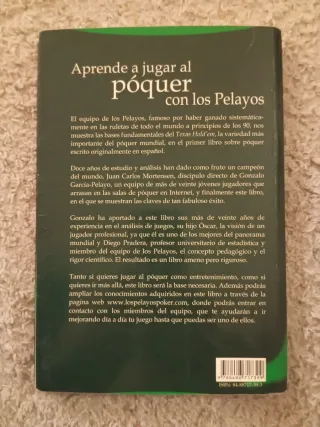 Aprende a jugar al
póquer
con los Pelayos
El equipo de los Pelayos, famoso por haber ganado sistemática-
mente en las ruletas de todo el mundo a principios de los 90, nos
muestra las bases fundamentales del Texas Hold'em, la variedad más
importante del póquer mundial, en el primer libro sobre póquer
escrito originalmente en español.
Doce años de estudio y análisis han dado como fruto un campeón
del mundo, Juan Carlos Mortensen, discípulo directo de Gonzalo
García-Pelayo, un equipo de más de veinte jóvenes jugadores que
arrasan en las salas de póquer en Internet, y finalmente este libro,
en el que se muestran las claves de tan fabuloso éxito.
Gonzalo ha aportado a este libro sus más de veinte años de
experiencia en el análisis de juegos, su hijo Óscar, la visión de un
jugador profesional, ya que él es uno de los mejores del panorama
mundial y Diego Pradera, profesor universitario de estadística y
miembro del equipo de los Pelayos, el concepto pedagógico y el
rigor científico. El resultado es un libro ameno pero riguroso.
Tanto si quieres jugar al póquer como entretenimiento, como si
quieres ir más allá, este libro será la base necesaria. Además podrás
ampliar los conocimientos adquiridos en este libro a través de la
pagina web www.lospelayospoker.com, donde podrás entrar en
contacto con los miembros del equipo, que te ayudarán a ir
mejorando día a día tu juego hasta que puedas ser uno de ellos.